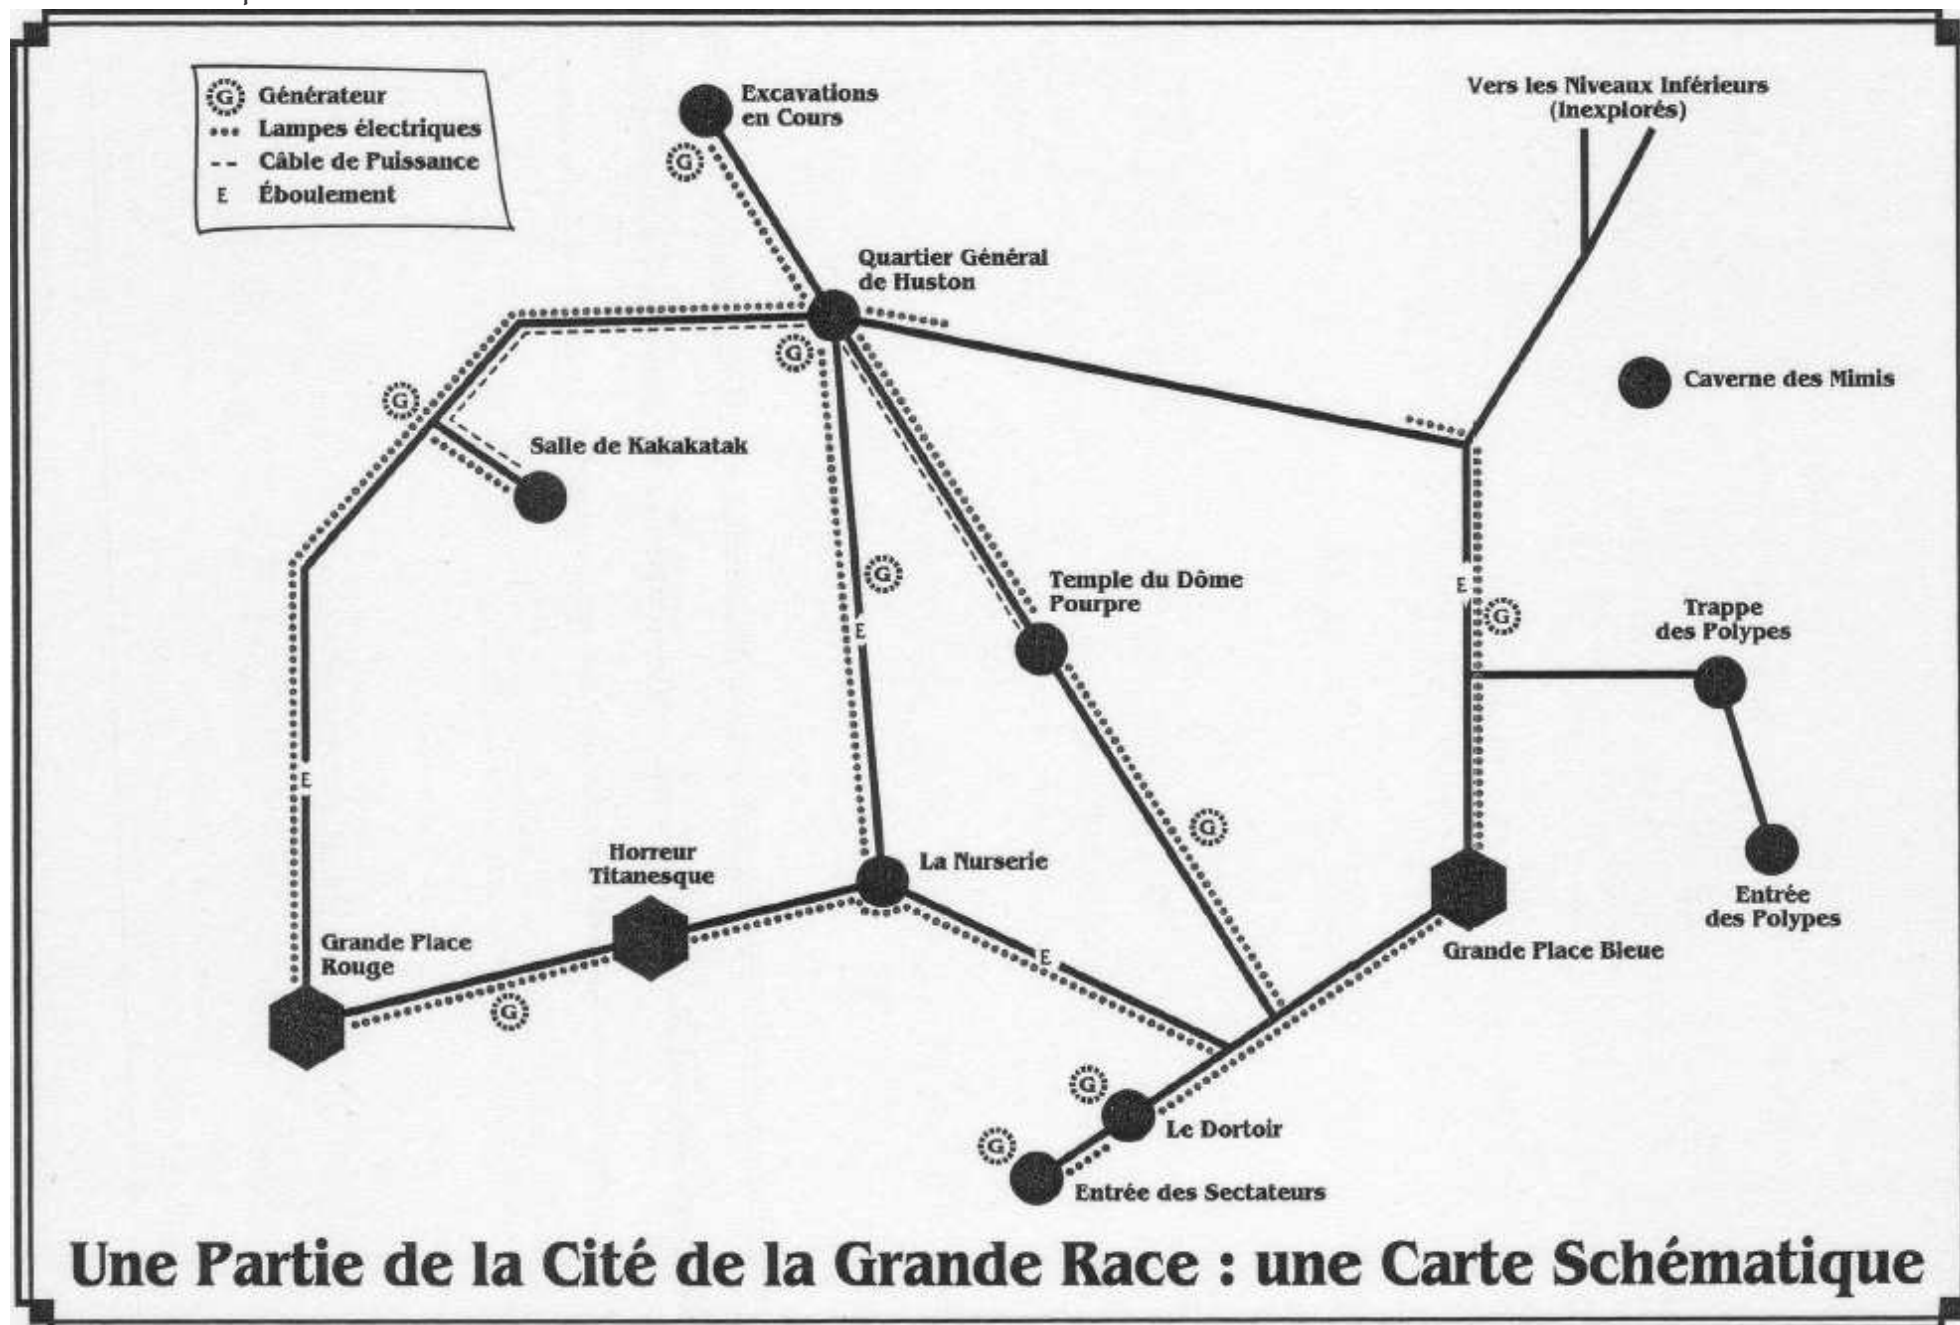 G Générateur
Lampes électriques
Câble de Puissance
E Éboulement
Excavations
en Cours
G
Vers les Niveaux Inférieurs
(Inexplorés)
Quartier Général
de Huston
G
G
Caverne des Mimis
Salle de Kakakatak
G
E
Temple du Dôme
Pourpre
E
G
Trappe
des Polypes
E
G
Horreur
Titanesque
La Nurserie
Grande Place
Rouge
G
E
Grande Place Bleue
Entrée
des Polypes
G
Le Dortoir
G
Entrée des Sectateurs
Une Partie de la Cité de la Grande Race : une Carte Schématique